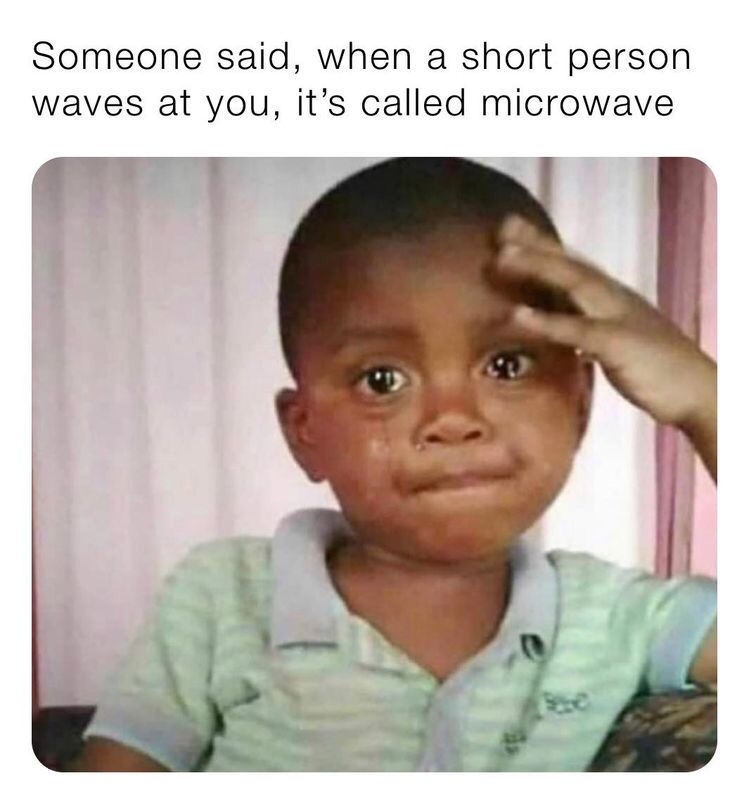 Someone said, when a short person
waves at you, it’s called microwave